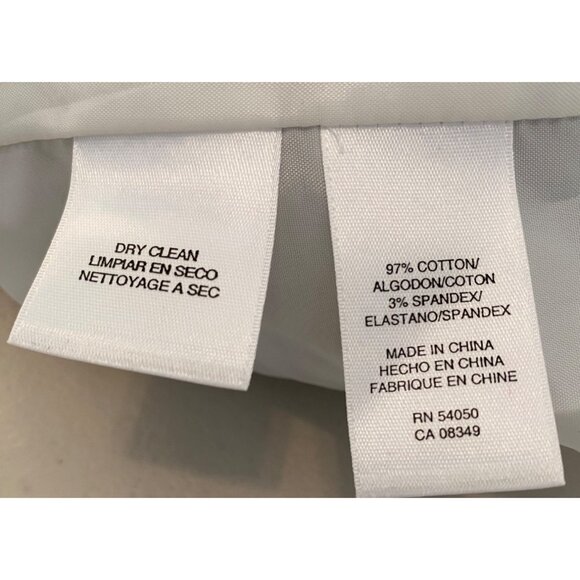 DRY CLEAN
LIMPIAR EN SECO
NETTOYAGE A SEC
97% COTTON/
ALGODON/COTON
3% SPANDEX/
ELASTANO/SPANDEX
MADE IN CHINA
HECHO EN CHINA
FABRIQUE EN CHINE
RN 54050
CA 08349